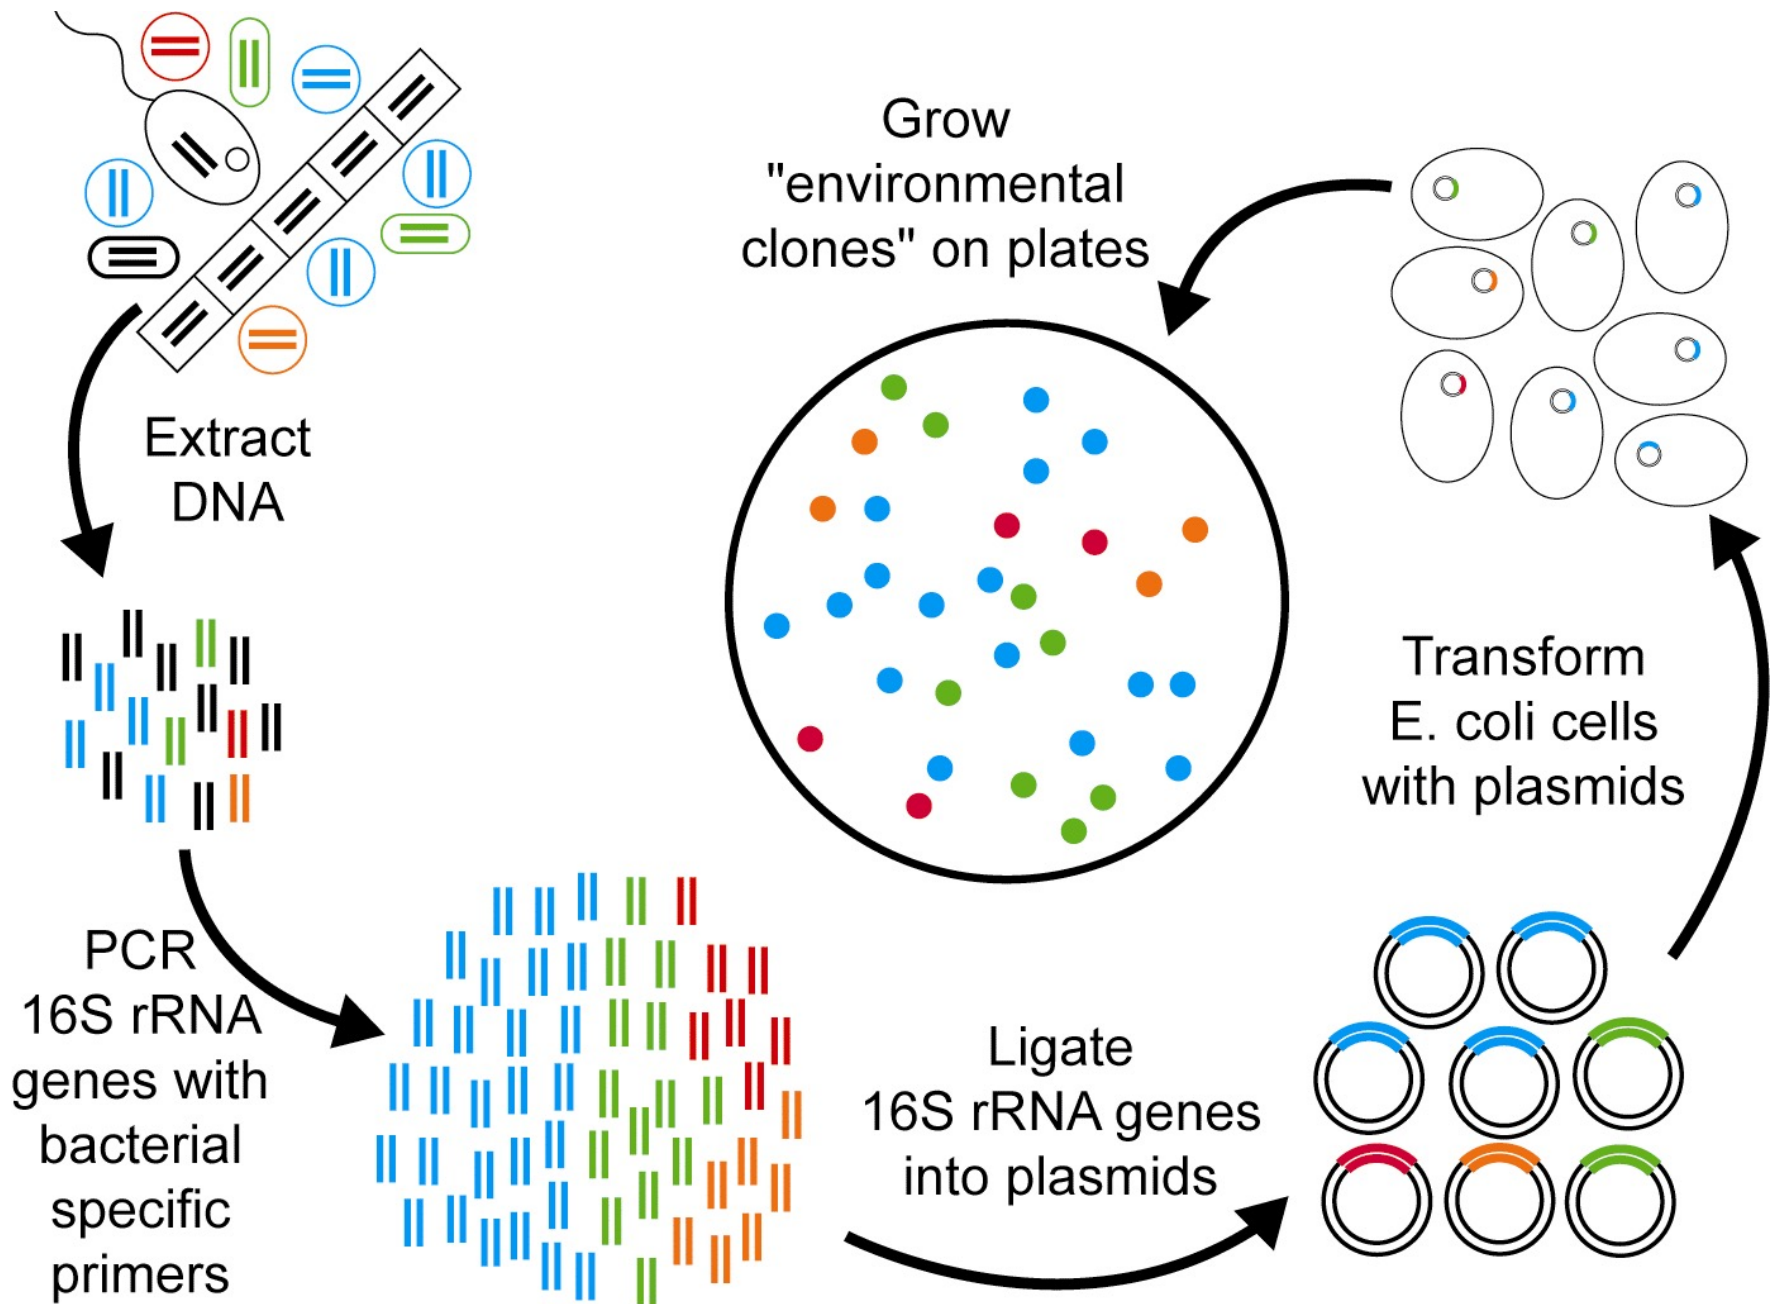 Extract
DNA
PCR
16S rRNA
genes with
bacterial
specific
primers
Ligate
16S rRNA genes
into plasmids
Transform
E. coli cells
with plasmids
Grow
"environmental
clones" on plates